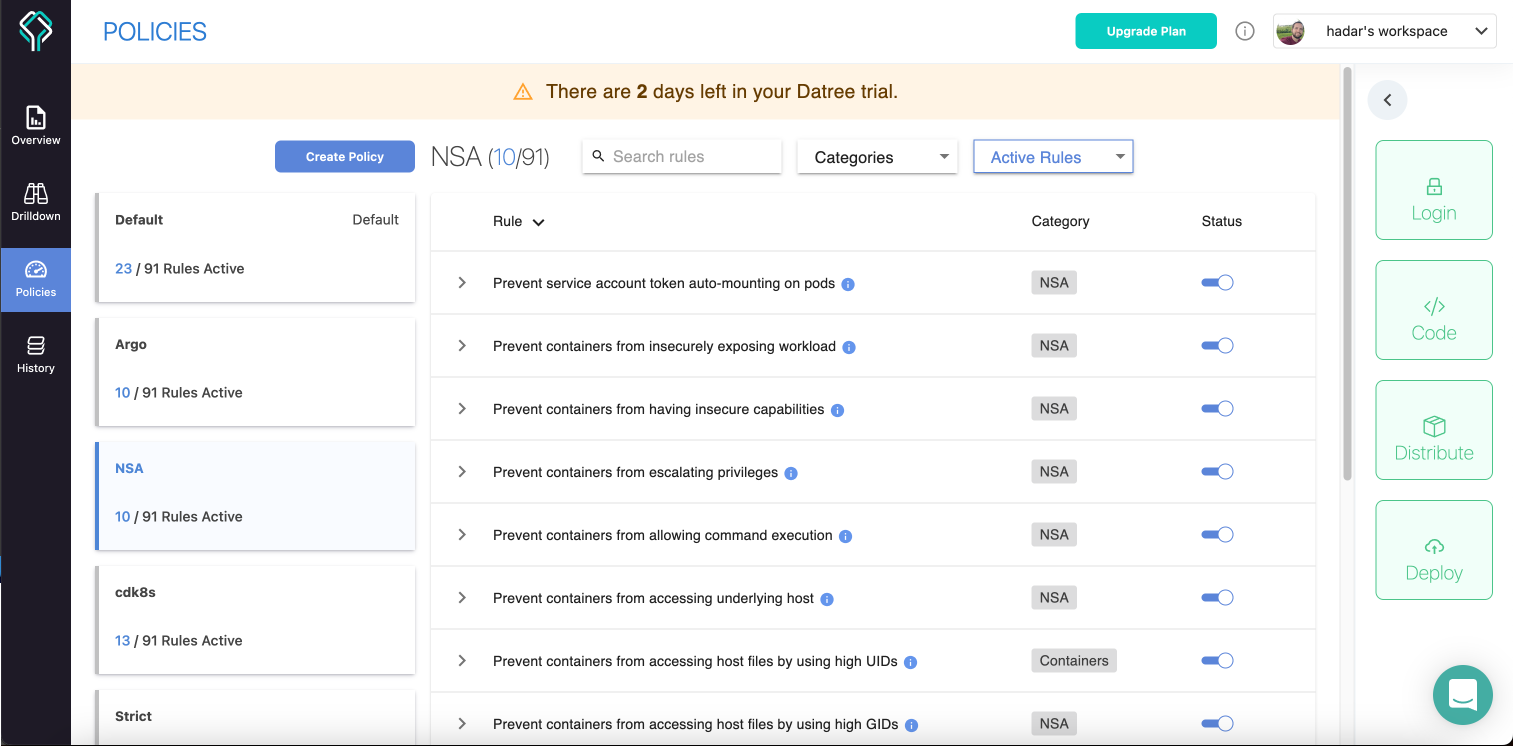 POLICIES
Upgrade Plan
hadar's workspace
There are 2 days left in your Datree trial.
Overview
Drilldown
Policies
History
Create Policy
NSA (10/91)
Search rules
Categories
Active Rules
Default Default
23 / 91 Rules Active
Argo
10 / 91 Rules Active
NSA
10 / 91 Rules Active
cdk8s
13 / 91 Rules Active
Strict
Rule Category Status
Prevent service account token auto-mounting on pods NSA
Prevent containers from insecurely exposing workload NSA
Prevent containers from having insecure capabilities NSA
Prevent containers from escalating privileges NSA
Prevent containers from allowing command execution NSA
Prevent containers from accessing underlying host NSA
Prevent containers from accessing host files by using high UIDs Containers
Prevent containers from accessing host files by using high GIDs NSA
Login
Code
Distribute
Deploy